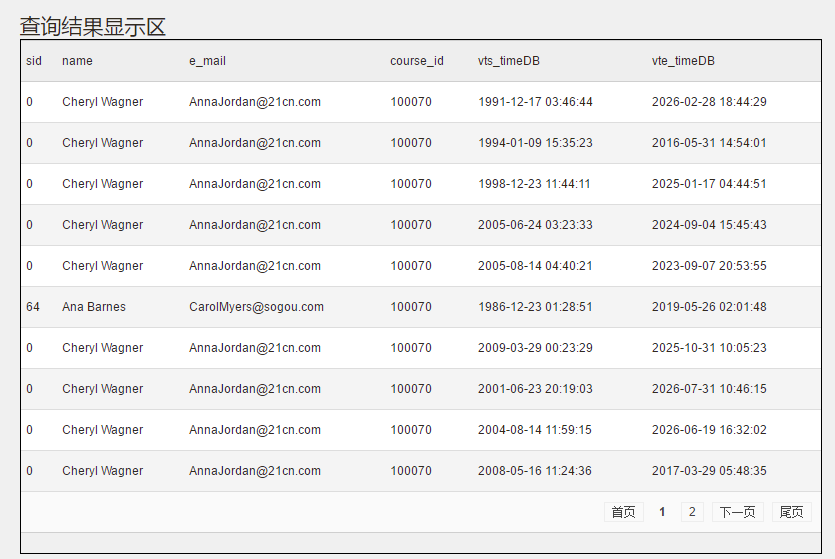 查询结果显示区
sid name e_mail course_id vts_timeDB vte_timeDB
0 Cheryl Wagner AnnaJordan@21cn.com 100070 1991-12-17 03:46:44 2026-02-28 18:44:29
0 Cheryl Wagner AnnaJordan@21cn.com 100070 1994-01-09 15:35:23 2016-05-31 14:54:01
0 Cheryl Wagner AnnaJordan@21cn.com 100070 1998-12-23 11:44:11 2025-01-17 04:44:51
0 Cheryl Wagner AnnaJordan@21cn.com 100070 2005-06-24 03:23:33 2024-09-04 15:45:43
0 Cheryl Wagner AnnaJordan@21cn.com 100070 2005-08-14 04:40:21 2023-09-07 20:53:55
64 Ana Barnes CarolMyers@sogou.com 100070 1986-12-23 01:28:51 2019-05-26 02:01:48
0 Cheryl Wagner AnnaJordan@21cn.com 100070 2009-03-29 00:23:29 2025-10-31 10:05:23
0 Cheryl Wagner AnnaJordan@21cn.com 100070 2001-06-23 20:19:03 2026-07-31 10:46:15
0 Cheryl Wagner AnnaJordan@21cn.com 100070 2004-08-14 11:59:15 2026-06-19 16:32:02
0 Cheryl Wagner AnnaJordan@21cn.com 100070 2008-05-16 11:24:36 2017-03-29 05:48:35
首页 1 2 下一页 尾页